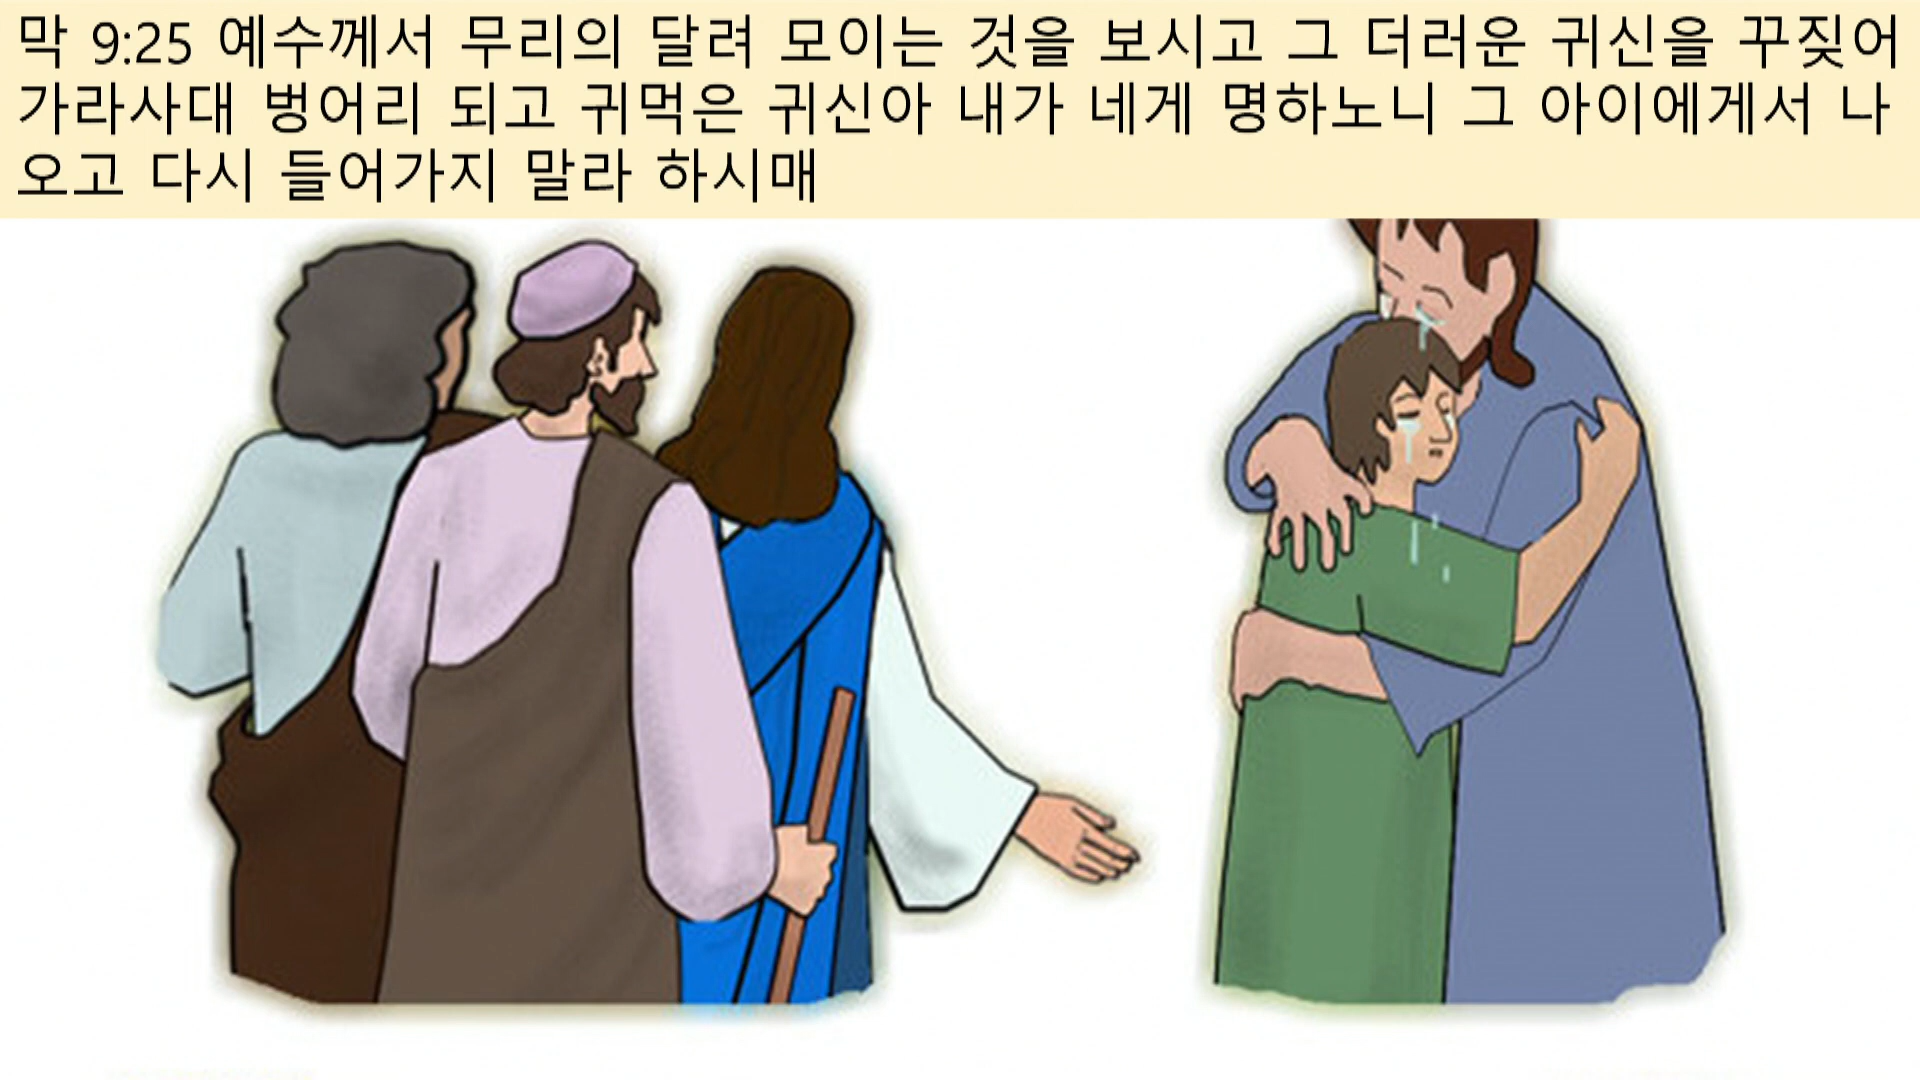 막 9:25 예수께서 무리의 달려 모이는 것을 보시고 그 더러운 귀신을 꾸짖어
가라사대 벙어리 되고 귀먹은 귀신아 내가 네게 명하노니 그 아이에게서 나
오고 다시 들어가지 말라 하시매